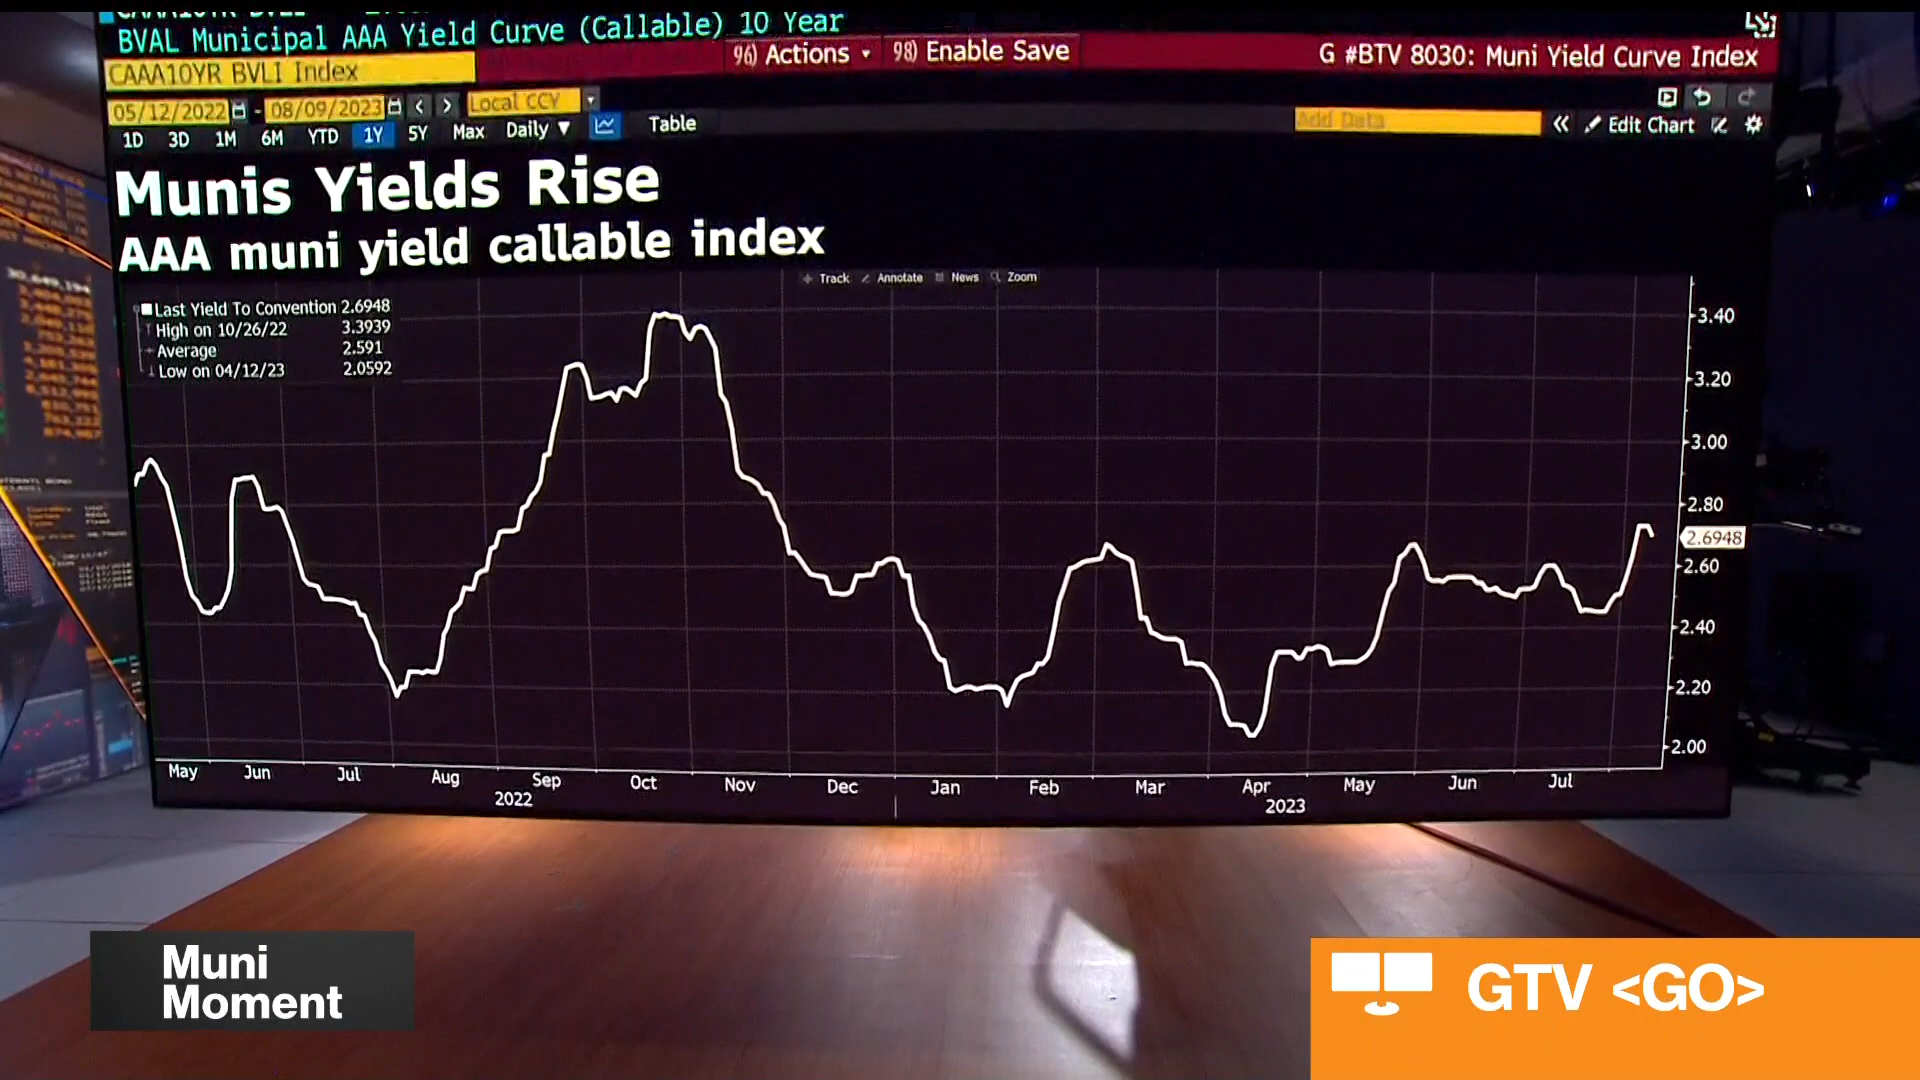 BVAL Municipal AAA Yield Curve (Callable) 10 Year
CAAA10YR BVLI Index
96) Actions
98) Enable Save
G #BTV 8030: Muni Yield Curve Index
05/12/2022 - 08/09/2023 < > Local CCY
Add Data
1D 3D 1M 6M YTD 1Y 5Y Max Daily ▼ Table
« Edit Chart
Munis Yields Rise
AAA muni yield callable index
Track Annotate News Zoom
Last Yield To Convention 2.6948
High on 10/26/22 3.3939
Average 2.591
Low on 04/12/23 2.0592
3.40
3.20
3.00
2.80
2.6948
2.60
2.40
2.20
2.00
May Jun Jul Aug Sep Oct Nov Dec Jan Feb Mar Apr May Jun Jul
2022 2023
Muni
Moment
GTV <GO>